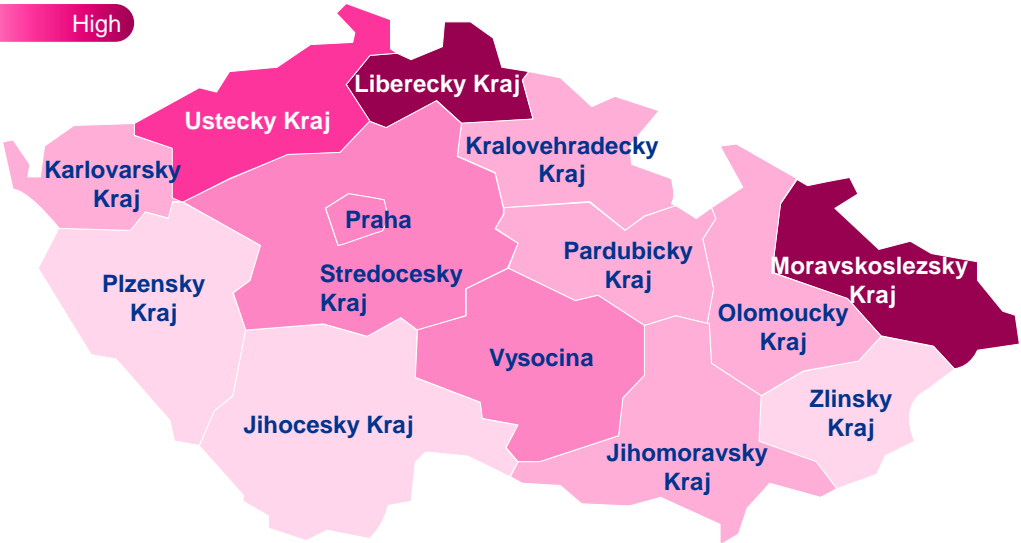 High
Liberecky Kraj
Ustecky Kraj
Kralovehradecky
Kraj
Karlovarsky
Kraj
Praha
Pardubicky
Kraj
Stredocesky
Kraj
Plzensky
Kraj
Moravskoslezsky
Kraj
Olomoucky
Kraj
Vysocina
Zlinsky
Kraj
Jihocesky Kraj
Jihomoravsky
Kraj